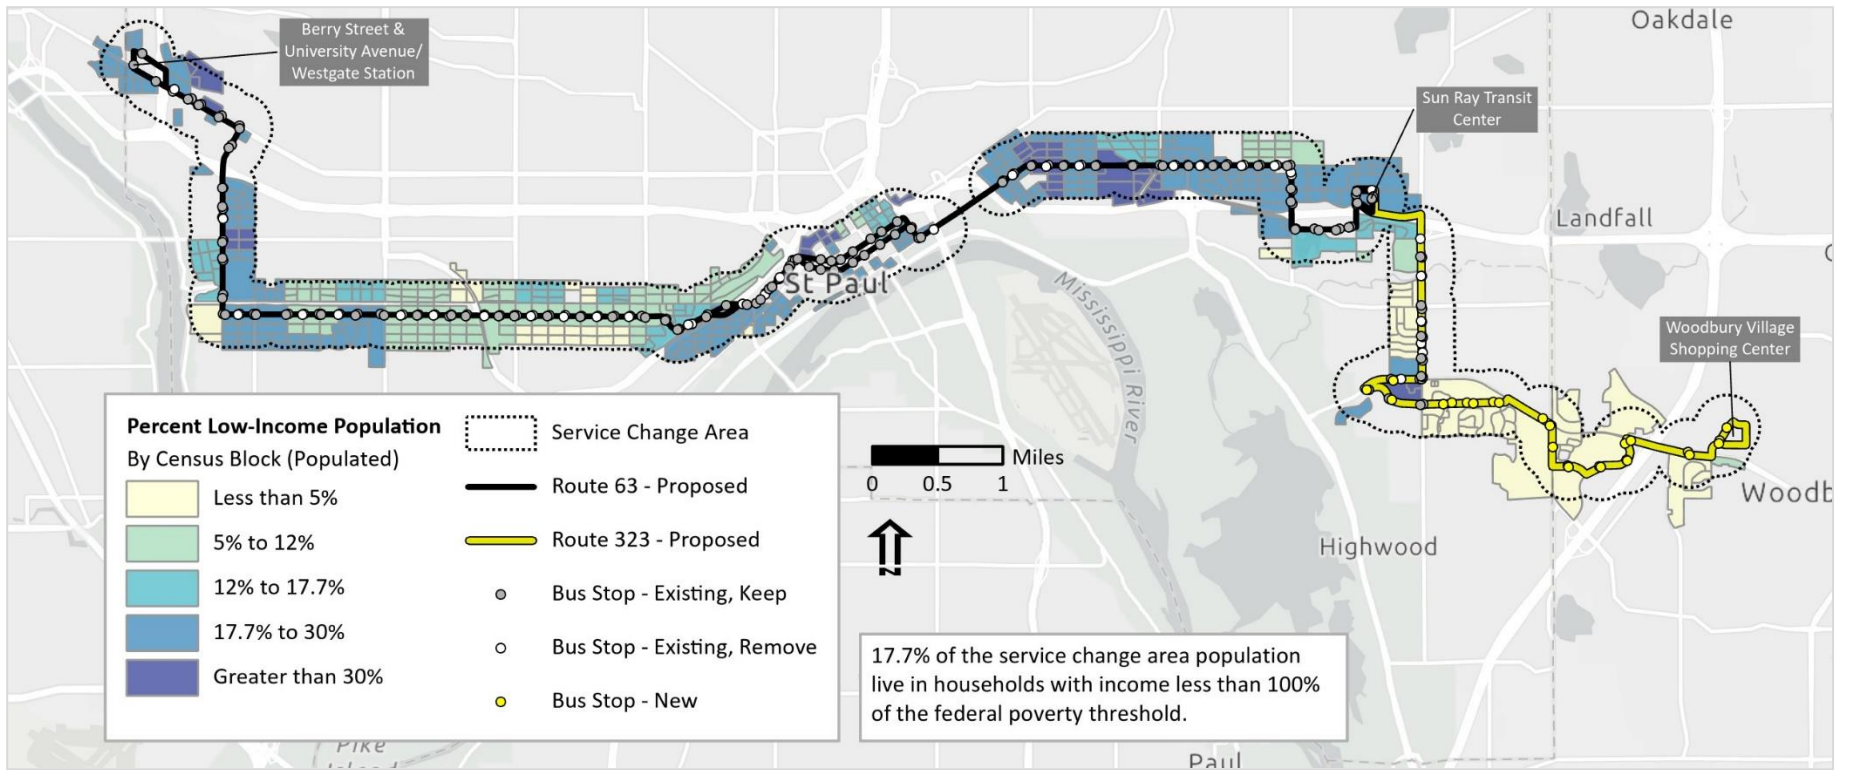 Oakdale
Berry Street &
University Avenue/
Westgate Station
Sun Ray Transit
Center
Landfall
St Paul
Mississippi River
Woodbury Village
Shopping Center
Woodb
Highwood
Percent Low-Income Population
By Census Block (Populated)
Less than 5%
5% to 12%
12% to 17.7%
17.7% to 30%
Greater than 30%
Service Change Area
Route 63 - Proposed
Route 323 - Proposed
Bus Stop - Existing, Keep
Bus Stop - Existing, Remove
Bus Stop - New
Miles
0 0.5 1
N
17.7% of the service change area population
live in households with income less than 100%
of the federal poverty threshold.
Pike
Island
Paul